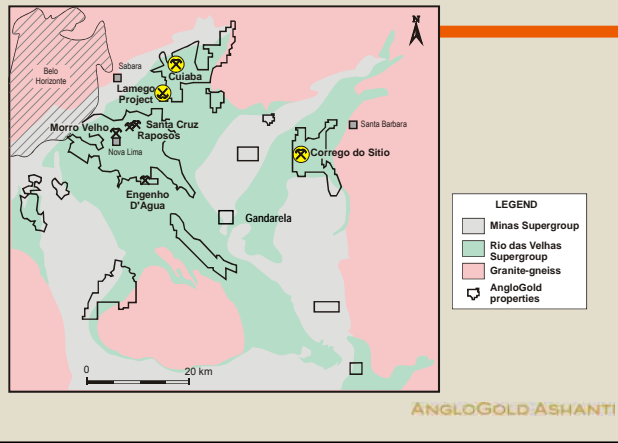 N
Belo
Horizonte
Sabara
Cuiaba
Lamego
Project
Morro Velho
Santa Cruz
Raposos
Nova Lima
Santa Barbara
Corrego do Sitio
Engenho
D'Agua
Gandarela
0 20 km
LEGEND
Minas Supergroup
Rio das Velhas
Supergroup
Granite-gneiss
AngloGold
properties
ANGLOGOLD ASHANTI